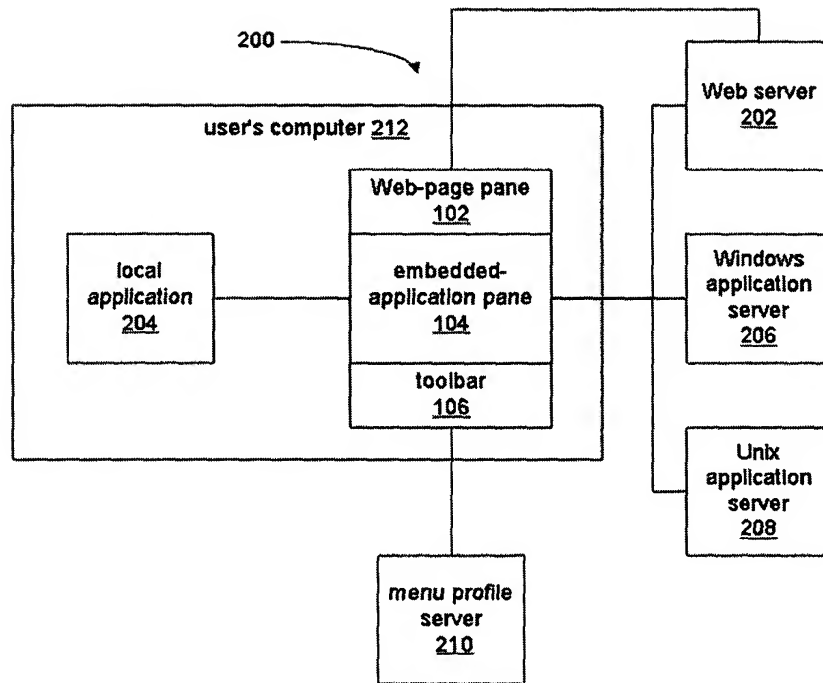 200
Web server
202
user's computer 212
Web-page pane
102
local
application
204
embedded-
application pane
104
Windows
application
server
206
toolbar
106
Unix
application
server
208
menu profile
server
210